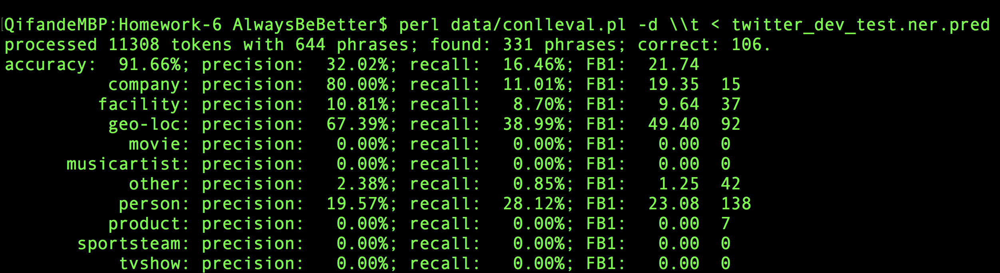 QifandeMBP:Homework-6 AlwaysBeBetter$ perl data/conlleval.pl -d \\t < twitter_dev_test.ner.pred
processed 11308 tokens with 644 phrases; found: 331 phrases; correct: 106.
accuracy:  91.66%; precision:  32.02%; recall:  16.46%; FB1:  21.74
company: precision:  80.00%; recall:  11.01%; FB1:  19.35  15
facility: precision:  10.81%; recall:   8.70%; FB1:   9.64  37
geo-loc: precision:  67.39%; recall:  38.99%; FB1:  49.40  92
movie: precision:   0.00%; recall:   0.00%; FB1:   0.00  0
musicartist: precision:   0.00%; recall:   0.00%; FB1:   0.00  0
other: precision:   2.38%; recall:   0.85%; FB1:   1.25  42
person: precision:  19.57%; recall:  28.12%; FB1:  23.08  138
product: precision:   0.00%; recall:   0.00%; FB1:   0.00  7
sportsteam: precision:   0.00%; recall:   0.00%; FB1:   0.00  0
tvshow: precision:   0.00%; recall:   0.00%; FB1:   0.00  0